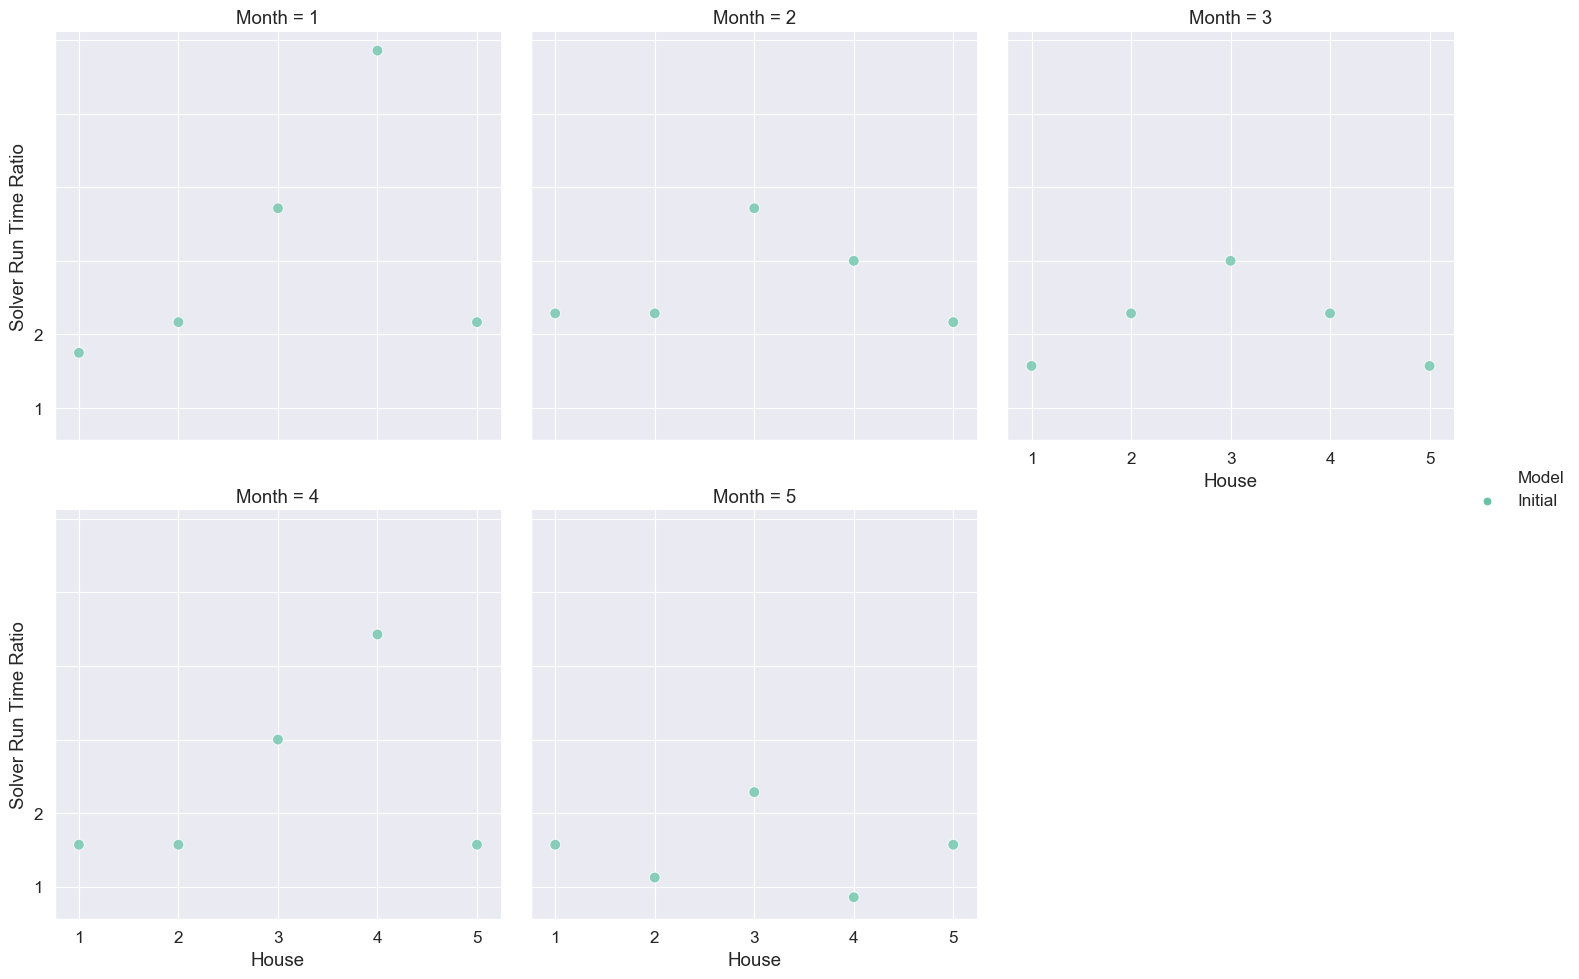 Month = 1
Month = 2
Month = 3
Solver Run Time Ratio
2
1
1 2 3 4 5
House
Model
Initial
Month = 4
Month = 5
Solver Run Time Ratio
2
1
1 2 3 4 5
1 2 3 4 5
House
House